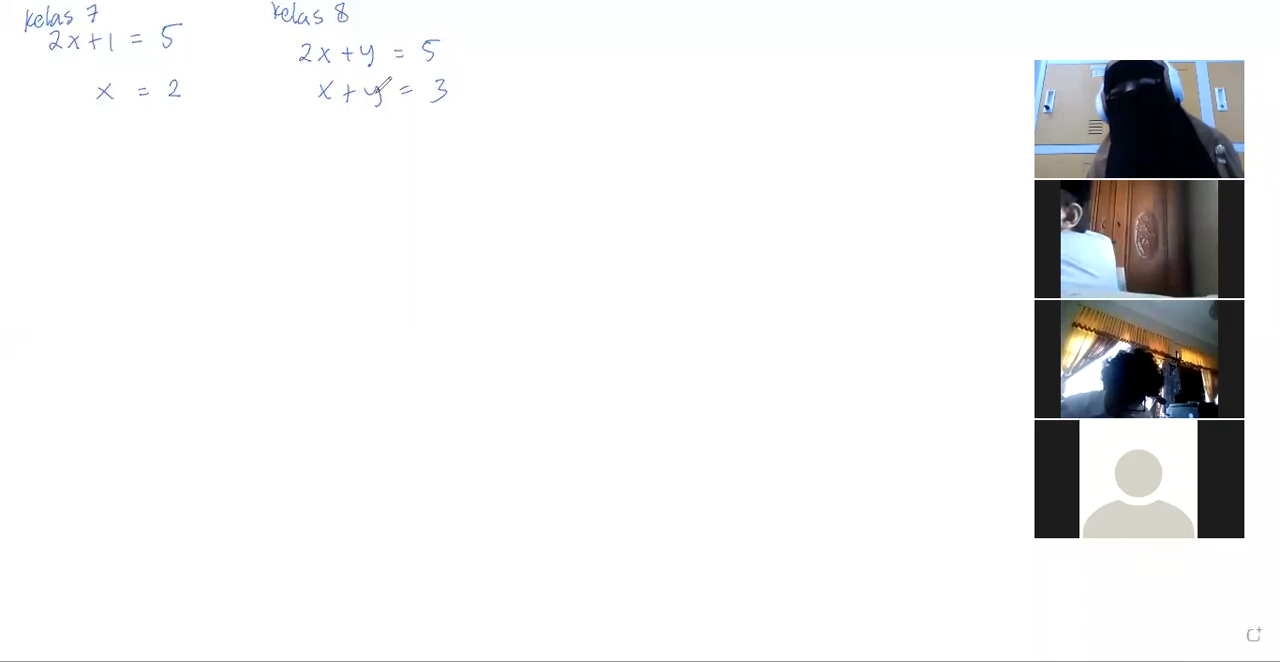 kelas 7
2x+1 = 5
x = 2
kelas 8
2x+y = 5
x+y = 3